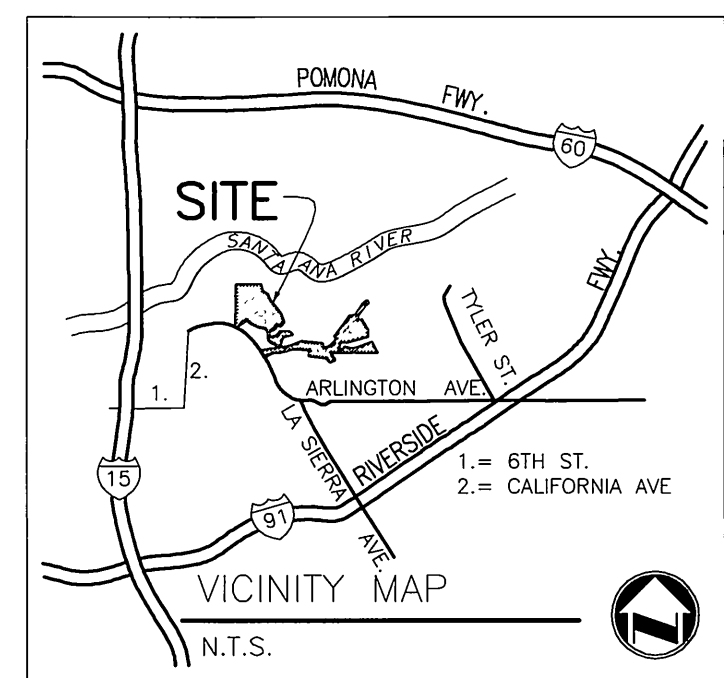 POMONA FWY.
60
SITE
SANTA ANA RIVER
FWY.
TYLER ST.
2.
1.
ARLINGTON AVE.
LA SIERRA AVE.
RIVERSIDE
1.= 6TH ST.
2.= CALIFORNIA AVE
15
91
VICINITY MAP
N.T.S.
N